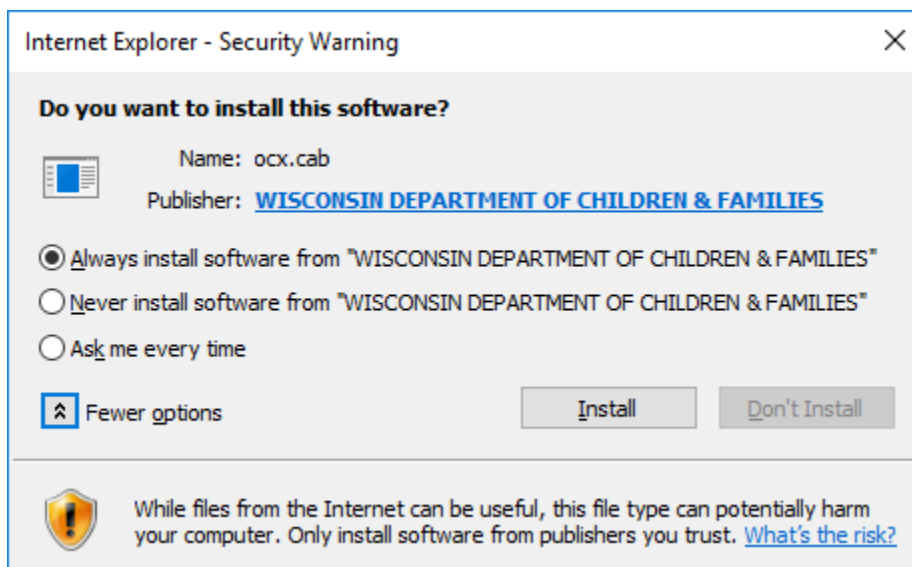 Internet Explorer - Security Warning
Do you want to install this software?
Name: ocx.cab
Publisher: WISCONSIN DEPARTMENT OF CHILDREN & FAMILIES
Always install software from "WISCONSIN DEPARTMENT OF CHILDREN & FAMILIES"
Never install software from "WISCONSIN DEPARTMENT OF CHILDREN & FAMILIES"
Ask me every time
Fewer options
Install
Don't Install
While files from the Internet can be useful, this file type can potentially harm
your computer. Only install software from publishers you trust. What's the risk?